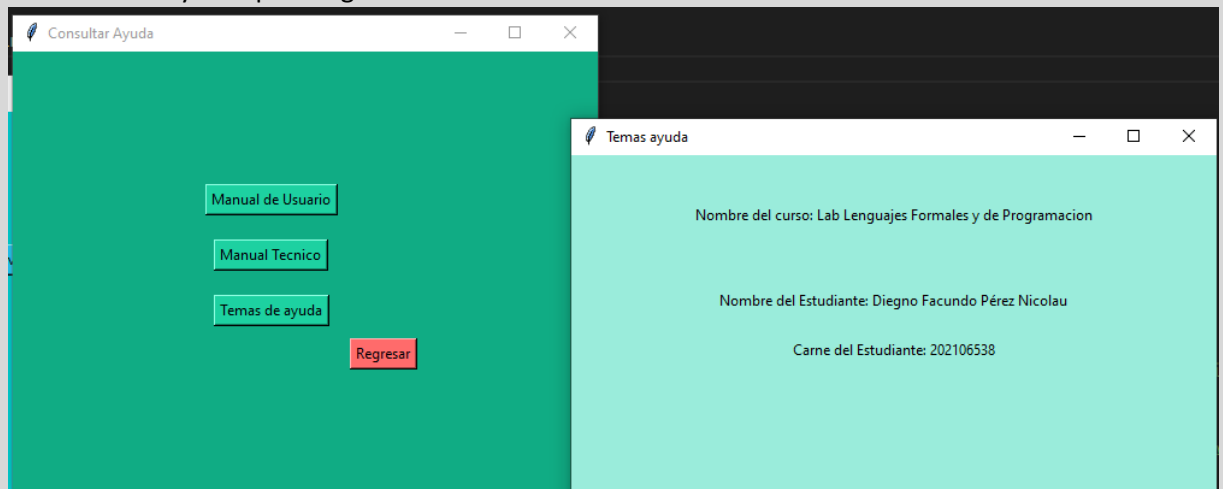 Consultar Ayuda
Manual de Usuario
Manual Tecnico
Temas de ayuda
Regresar
Temas ayuda
Nombre del curso: Lab Lenguajes Formales y de Programacion
Nombre del Estudiante: Diegno Facundo Pérez Nicolau
Carne del Estudiante: 202106538